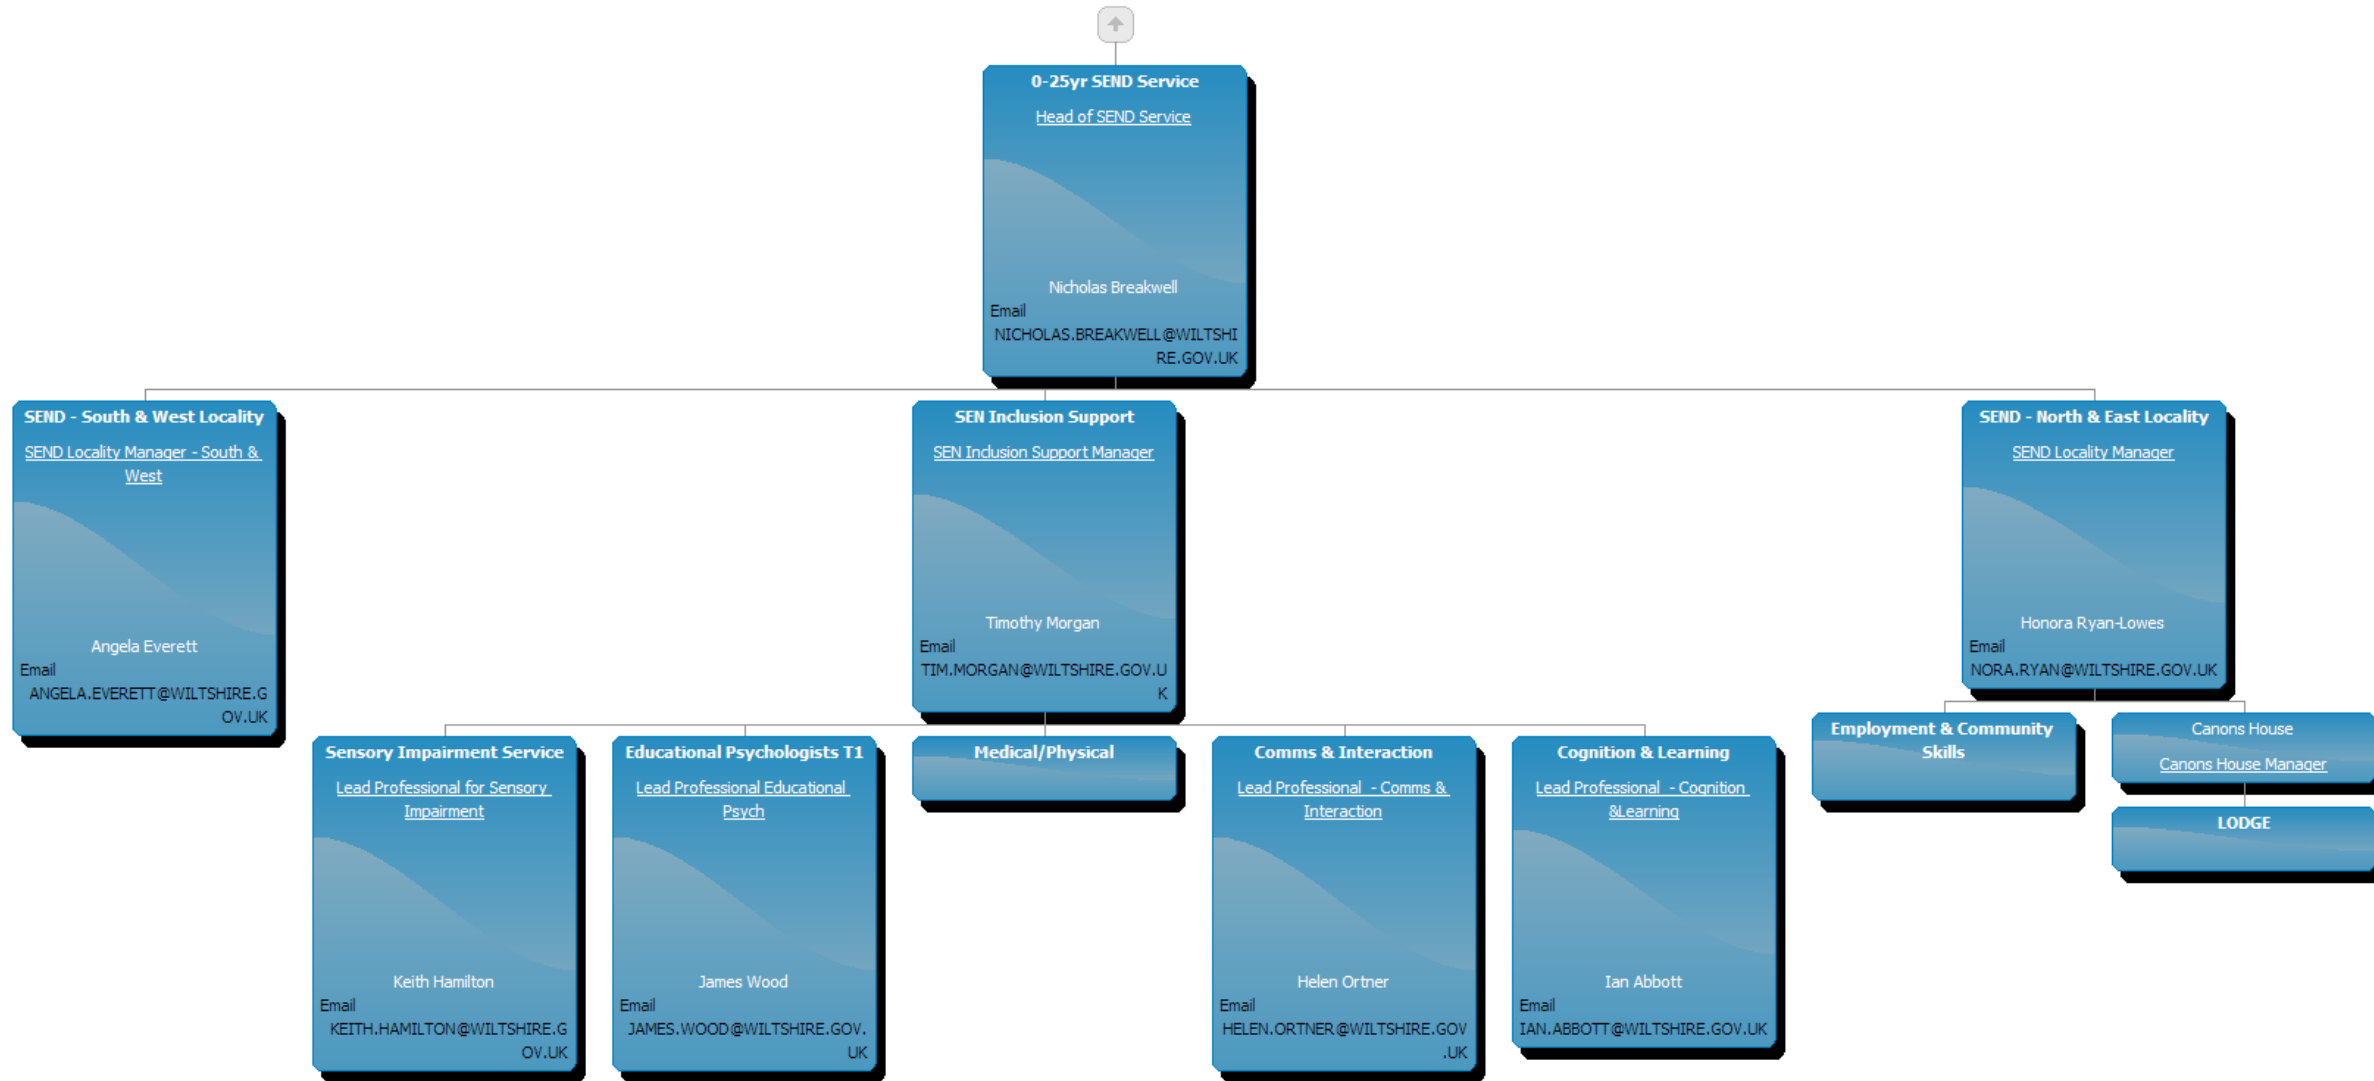 0-25yr SEND Service
Head of SEND Service
Nicholas Breakwell
Email
NICHOLAS.BREAKWELL@WILTSHI
RE.GOV.UK
SEND - South & West Locality
SEND Locality Manager - South &
West
Angela Everett
Email
ANGELA.EVERETT@WILTSHIRE.G
OV.UK
SEN Inclusion Support
SEN Inclusion Support Manager
Timothy Morgan
Email
TIM.MORGAN@WILTSHIRE.GOV.U
K
SEND - North & East Locality
SEND Locality Manager
Honora Ryan-Lowes
Email
NORA.RYAN@WILTSHIRE.GOV.UK
Sensory Impairment Service
Lead Professional for Sensory
Impairment
Keith Hamilton
Email
KEITH.HAMILTON@WILTSHIRE.G
OV.UK
Educational Psychologists T1
Lead Professional Educational
Psych
James Wood
Email
JAMES.WOOD@WILTSHIRE.GOV.
UK
Medical/Physical
Comms & Interaction
Lead Professional - Comms &
Interaction
Helen Ortner
Email
HELEN.ORTNER@WILTSHIRE.GOV
.UK
Cognition & Learning
Lead Professional - Cognition
&Learning
Ian Abbott
Email
IAN.ABBOTT@WILTSHIRE.GOV.UK
Employment & Community
Skills
Canons House
Canons House Manager
LODGE